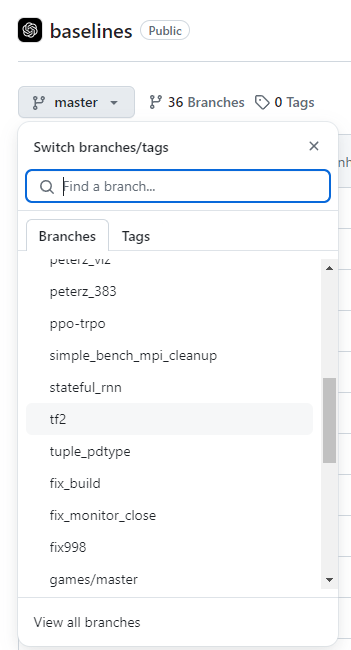 baselines Public
master 36 Branches 0 Tags
Switch branches/tags
Find a branch...
Branches Tags
peterz_viz
peterz_383
ppo-trpo
simple_bench_mpi_cleanup
stateful_rnn
tf2
tuple_pdtype
fix_build
fix_monitor_close
fix998
games/master
View all branches